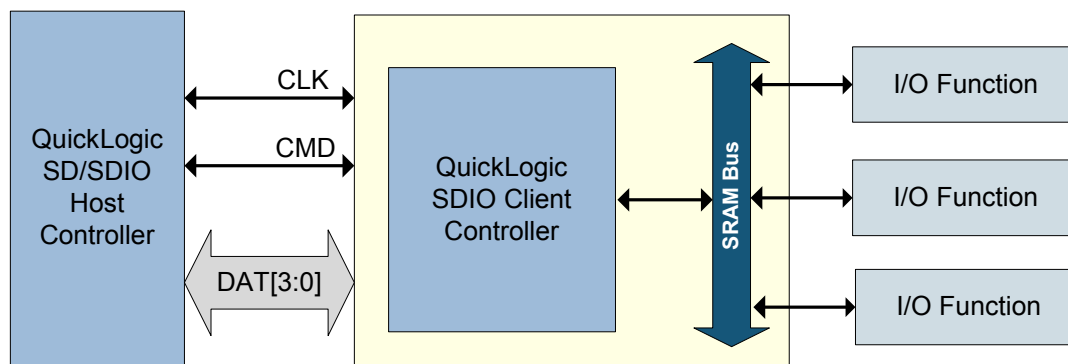 QuickLogic
SD/SDIO
Host
Controller
CLK
CMD
DAT[3:0]
QuickLogic
SDIO Client
Controller
SRAM Bus
I/O Function
I/O Function
I/O Function